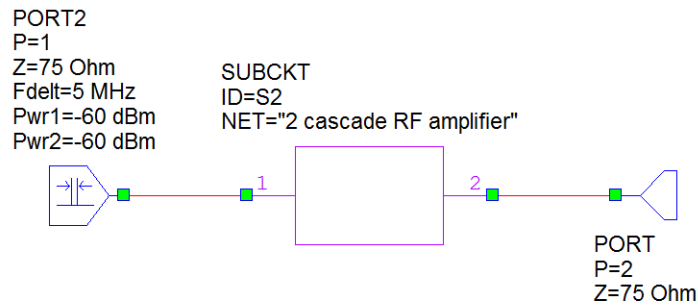 PORT2
P=1
Z=75 Ohm
Fdelt=5 MHz
Pwr1=-60 dBm
Pwr2=-60 dBm
SUBCKT
ID=S2
NET="2 cascade RF amplifier"
1
2
PORT
P=2
Z=75 Ohm